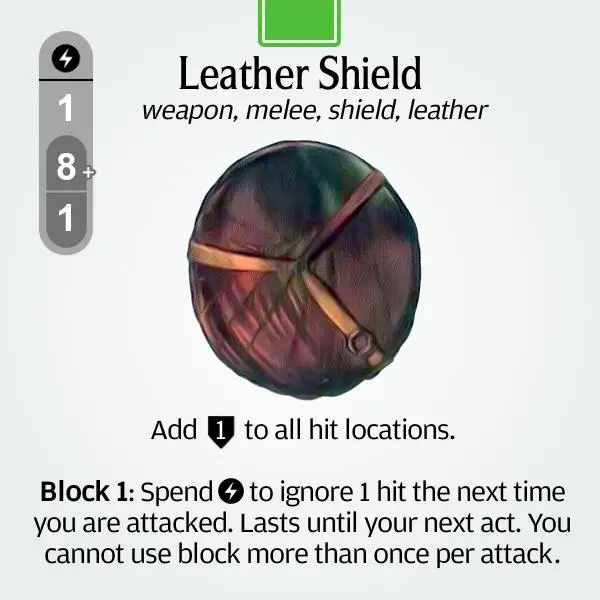 Leather Shield
weapon, melee, shield, leather
1
8+
1
Add 1 to all hit locations.
Block 1: Spend to ignore 1 hit the next time
you are attacked. Lasts until your next act. You
cannot use block more than once per attack.